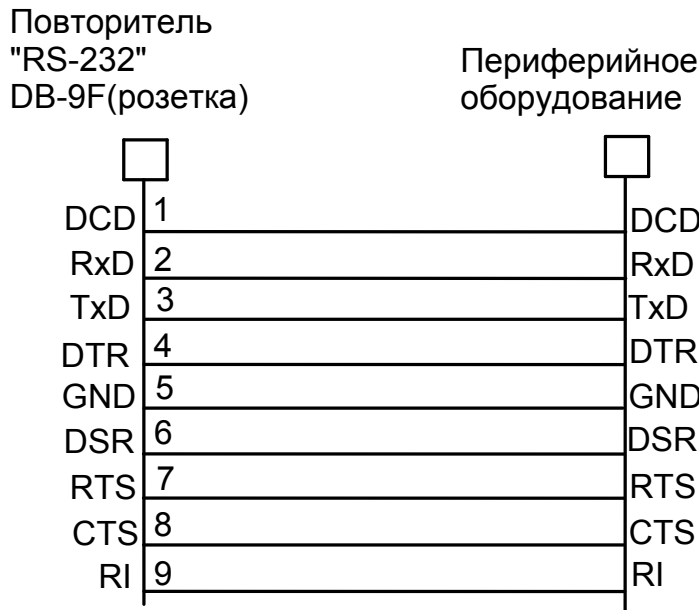 Повторитель
"RS-232"
DB-9F(розетка)
Периферийное
оборудование
DCD 1 DCD
RxD 2 RxD
TxD 3 TxD
DTR 4 DTR
GND 5 GND
DSR 6 DSR
RTS 7 RTS
CTS 8 CTS
RI 9 RI